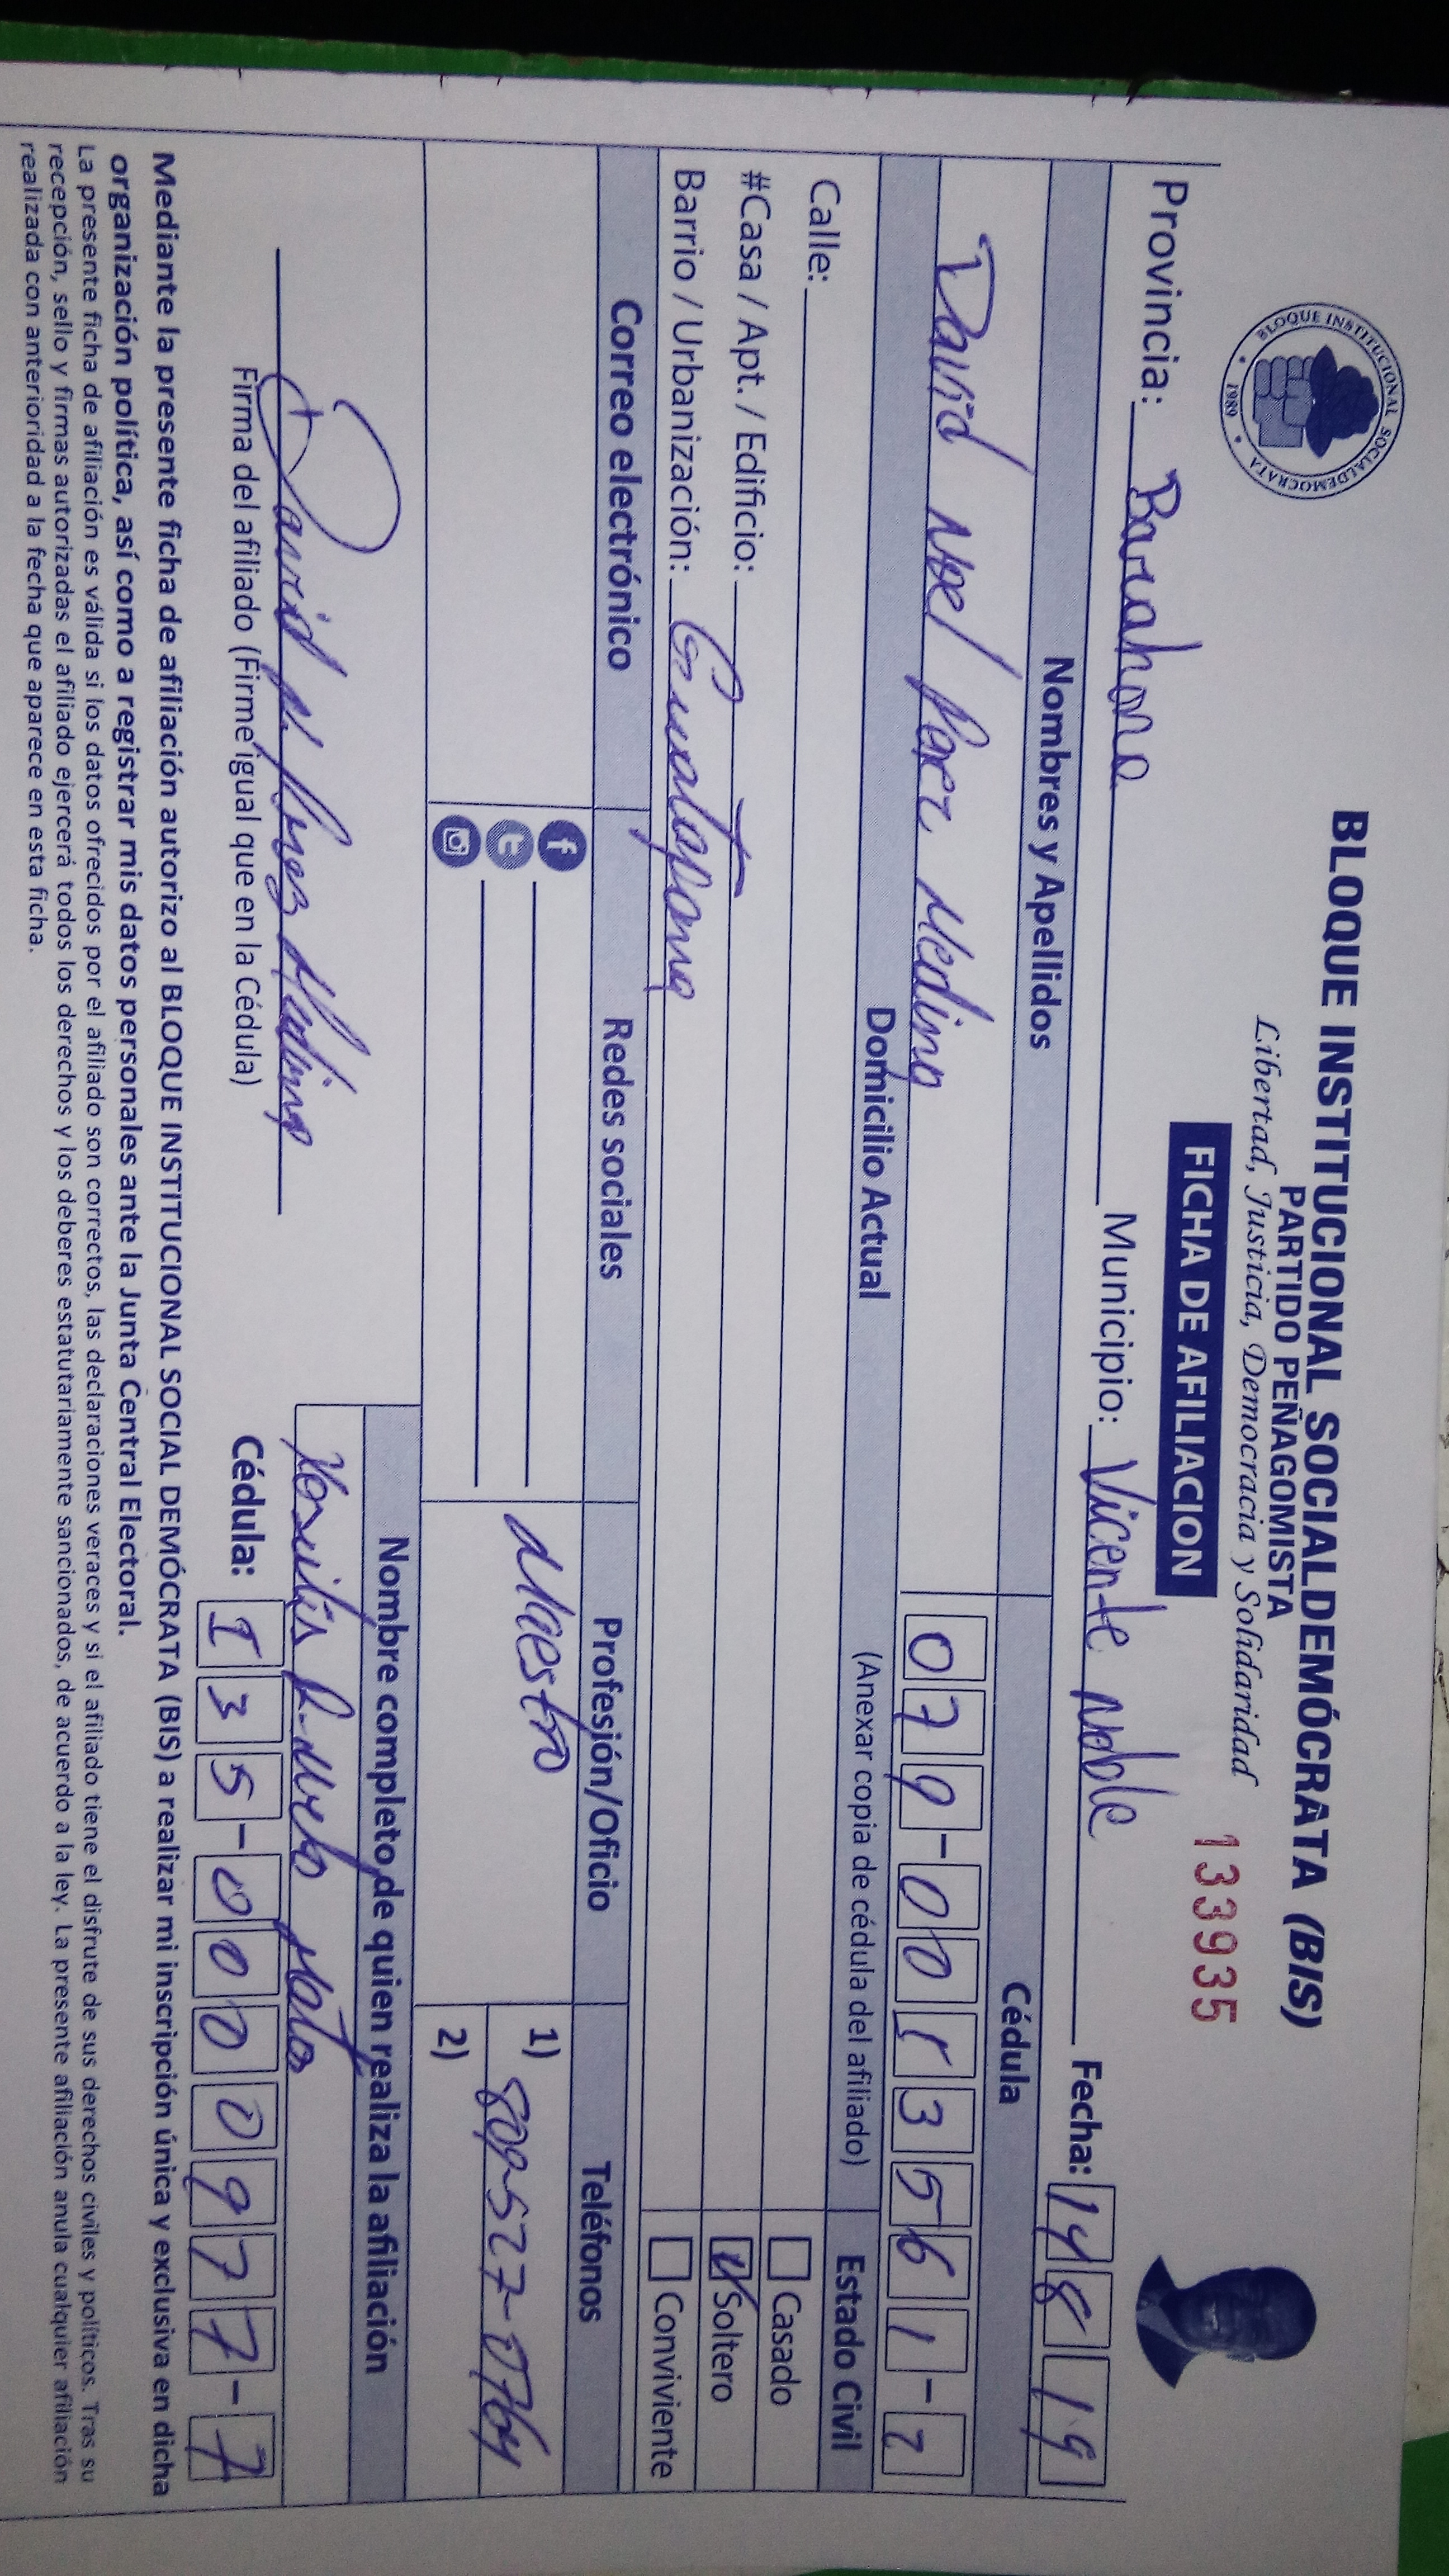 BLOQUE INSTITUCIONAL SOCIALDEMOCRATA
1989
BLOQUE INSTITUCIONAL SOCIALDEMÓCRATA (BIS)
PARTIDO PEÑAGOMISTA
Libertad, Justicia, Democracia y Solidaridad
FICHA DE AFILIACION
133935
Provincia: Barahona Municipio: Vicente Noble Fecha: 14 8 19
Nombres y Apellidos Cédula
David Noel Perez Medina 079-0013561-2
Domicilio Actual (Anexar copia de cédula del afiliado) Estado Civil
Calle: Casado
#Casa / Apt. / Edificio: Soltero
Barrio / Urbanización: Conviviente
Correo electrónico Redes sociales Profesión/Oficio Teléfonos
Maestro 1) 809-527-0764
2)
Nombre completo de quien realiza la afiliación
David N. Perez Medina
Firma del afiliado (Firme igual que en la Cédula) Cédula: 135-0000977-7
Mediante la presente ficha de afiliación autorizo al BLOQUE INSTITUCIONAL SOCIAL DEMÓCRATA (BIS) a realizar mi inscripción única y exclusiva en dicha
organización política, así como a registrar mis datos personales ante la Junta Central Electoral.
La presente ficha de afiliación es válida si los datos ofrecidos por el afiliado son correctos, las declaraciones veraces y si el afiliado tiene el disfrute de sus derechos civiles y políticos. Tras su
recepción, sello y firmas autorizadas el afiliado ejercerá todos los derechos y los deberes estatutariamente sancionados, de acuerdo a la ley. La presente afiliación anula cualquier afiliación
realizada con anterioridad a la fecha que aparece en esta ficha.